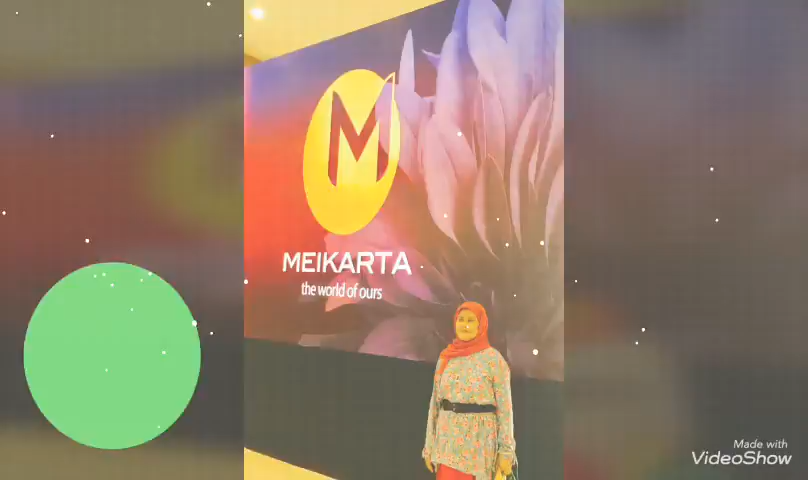 M
MEIKARTA
the world of ours
Made with
VideoShow